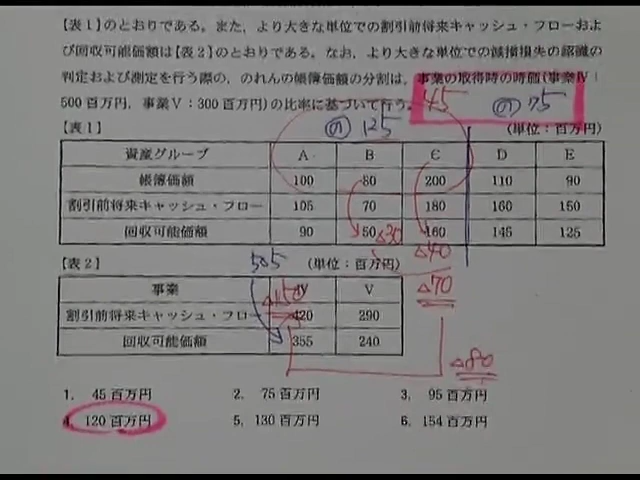 【表1】のとおりである。また、より大きな単位での割引前将来キャッシュ・フローおよ
び回収可能価額は【表2】のとおりである。なお、より大きな単位での減損損失の認識の
判定および測定を行う際の、のれんの帳簿価額の分割は、事業の取得時の時価(事業Ⅳ:
500百万円、事業Ⅴ:300百万円)の比率に基づいて行う。
45 の 75
の 125
【表1】 (単位:百万円)
資産グループ A B C D E
帳簿価額 100 80 200 110 90
割引前将来キャッシュ・フロー 105 70 180 160 150
回収可能価額 90 50 160 145 125
△30 △40
505 △70
【表2】 (単位:百万円)
事業 Ⅳ Ⅴ
△150
割引前将来キャッシュ・フロー 420 290
回収可能価額 355 240
△80
1. 45百万円 2. 75百万円 3. 95百万円
4. 120百万円 5. 130百万円 6. 154百万円